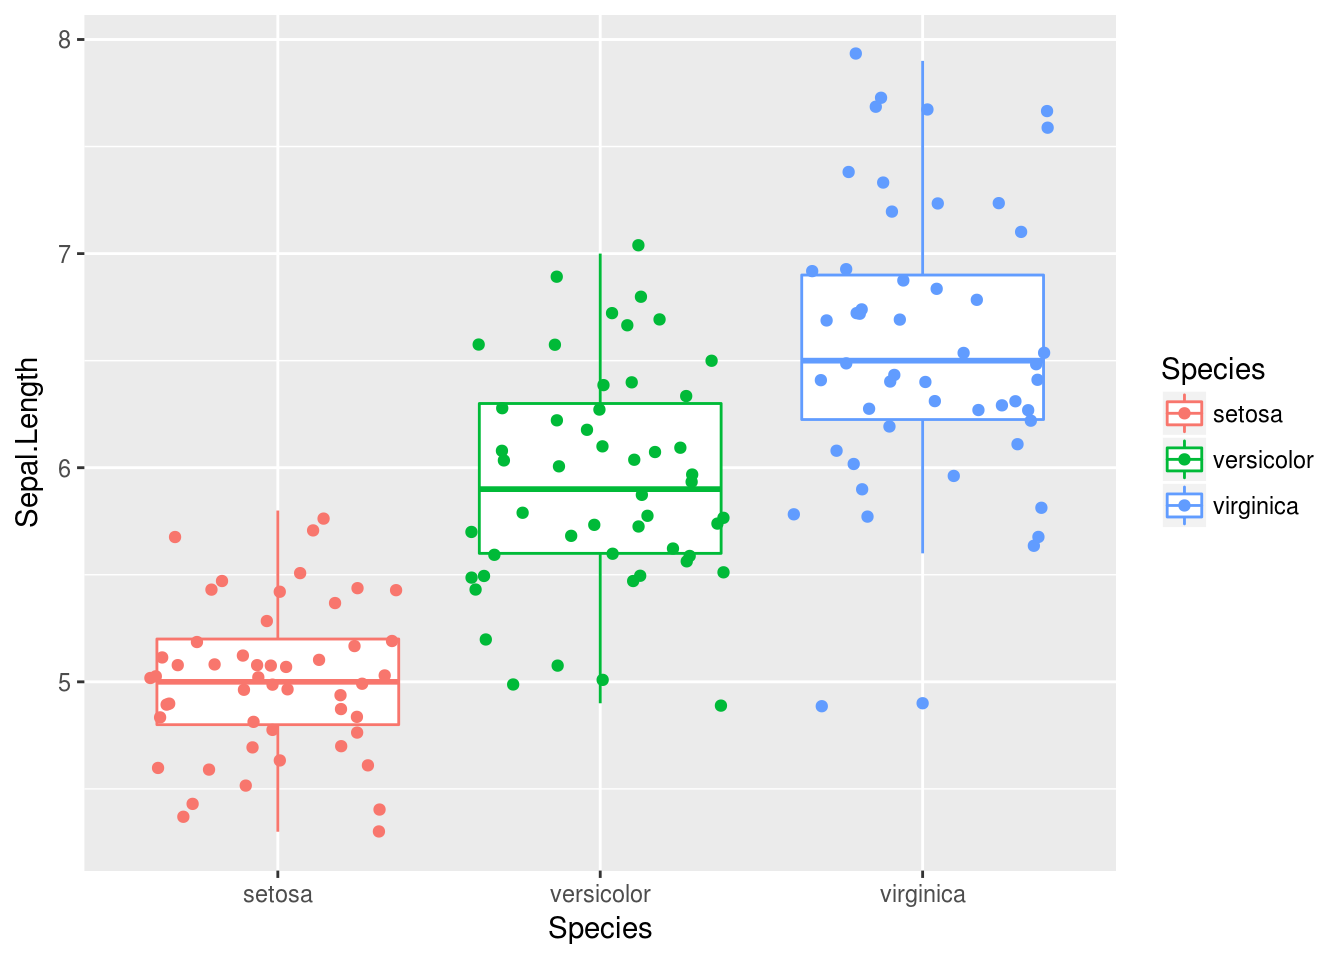 8
7
6
5
Sepal.Length
setosa
versicolor
virginica
Species
Species
setosa
versicolor
virginica